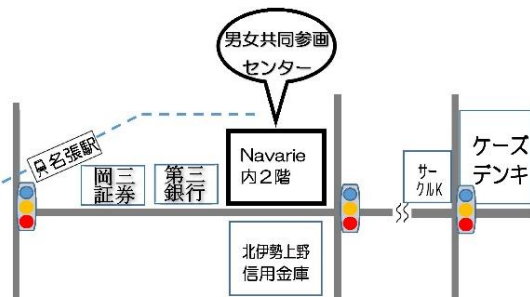 男女共同参画
センター
名張駅
岡三
証券
第三
銀行
Navarie
内2階
サー
クルK
ケーズ
デンキ
北伊勢上野
信用金庫